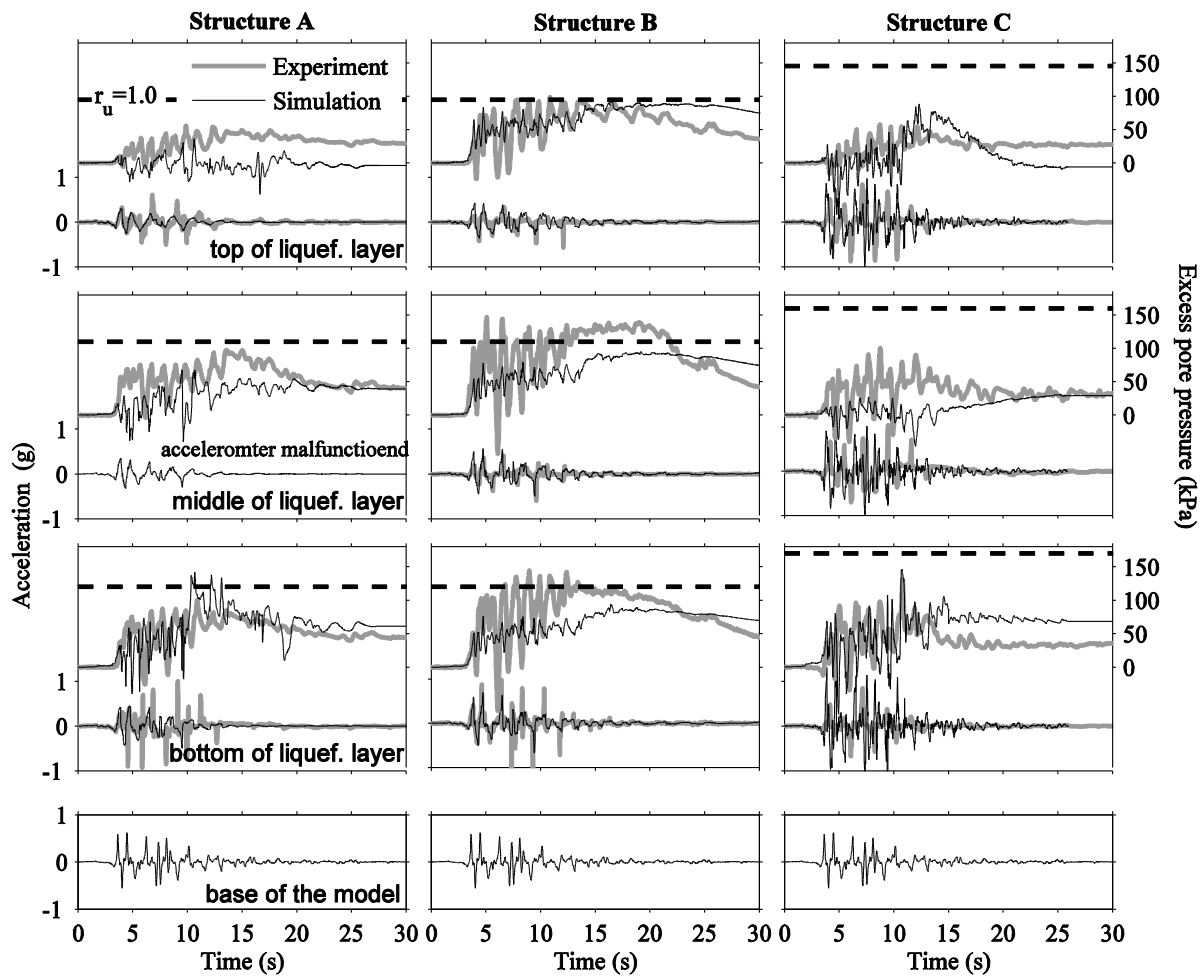 Structure A
Structure B
Structure C
Experiment
Simulation
r_u=1.0
150
100
50
0
1
0
-1
top of liquef. layer
150
100
50
0
1
0
-1
acceleromter malfunctioend
middle of liquef. layer
150
100
50
0
1
0
-1
bottom of liquef. layer
Acceleration (g)
Excess pore pressure (kPa)
1
0
-1
base of the model
0 5 10 15 20 25 30
0 5 10 15 20 25 30
0 5 10 15 20 25 30
Time (s)
Time (s)
Time (s)